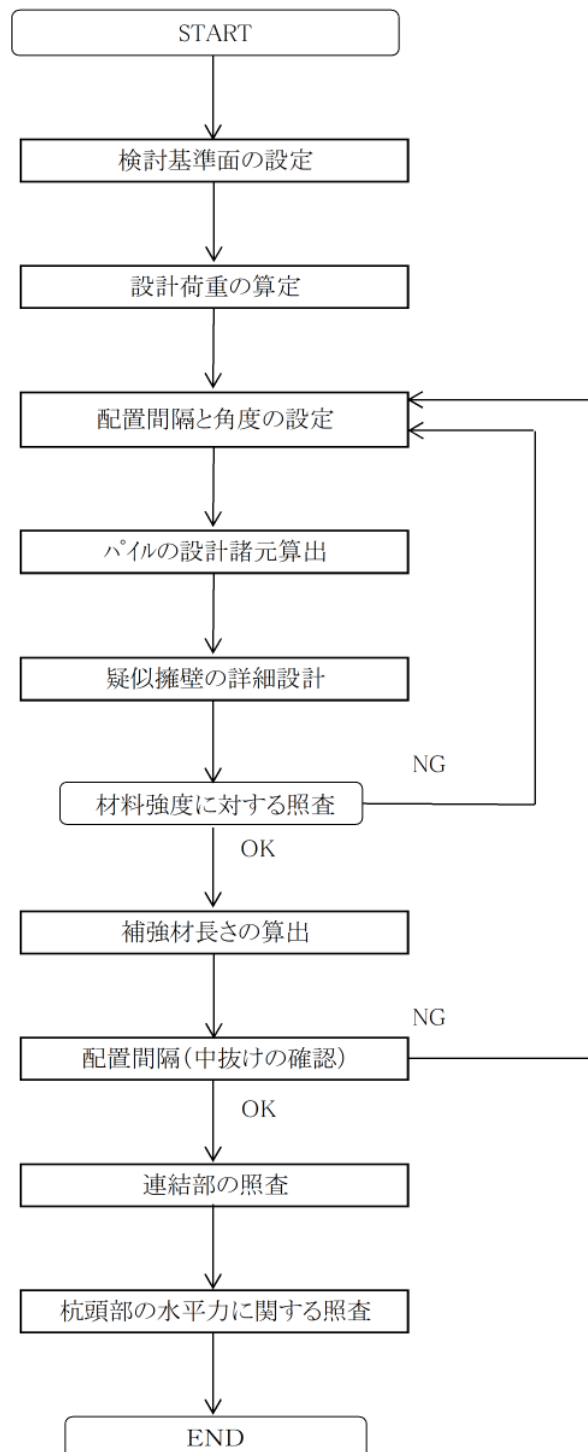 START
検討基準面の設定
設計荷重の算定
配置間隔と角度の設定
ﾊﾟｲﾙの設計諸元算出
疑似擁壁の詳細設計
NG
材料強度に対する照査
OK
補強材長さの算出
NG
配置間隔(中抜けの確認)
OK
連結部の照査
杭頭部の水平力に関する照査
END